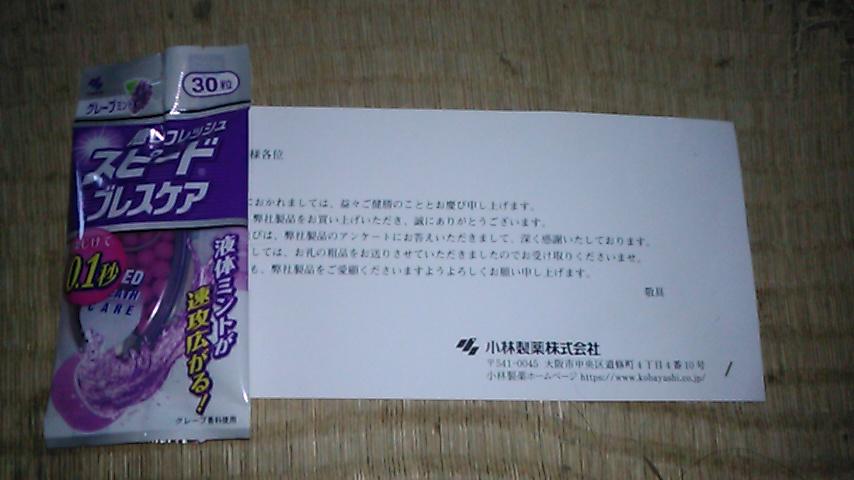 30粒
グレープミント
息リフレッシュ
スピード
ブレスケア
はじけて
0.1秒
ED
BREATH
CARE
液体ミントが
速攻広がる!
グレープ香料使用
様各位
におかれましては、益々ご健勝のこととお慶び申し上げます。
弊社製品をお買い上げいただき、誠にありがとうございます。
びは、弊社製品のアンケートにお答えいただきまして、深く感謝いたしております。
しては、お礼の粗品をお送りさせていただきましたのでお受け取りくださいませ。
も、弊社製品をご愛顧くださいますようよろしくお願い申し上げます。
敬具
小林製薬株式会社
〒541-0045 大阪市中央区道修町4丁目4番10号
小林製薬ホームページ https://www.kobayashi.co.jp/